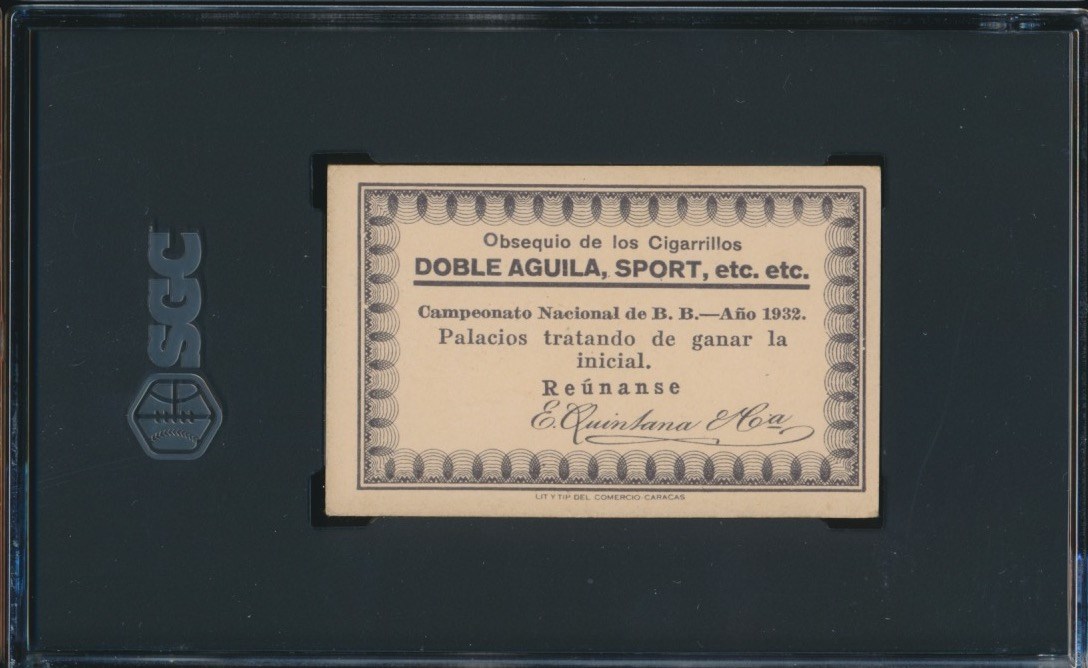 SGC
Obsequio de los Cigarrillos
DOBLE AGUILA, SPORT, etc. etc.
Campeonato Nacional de B. B.—Año 1932.
Palacios tratando de ganar la
inicial.
Reúnanse
E. Quintana & Cía
LIT Y TIP DEL COMERCIO-CARACAS